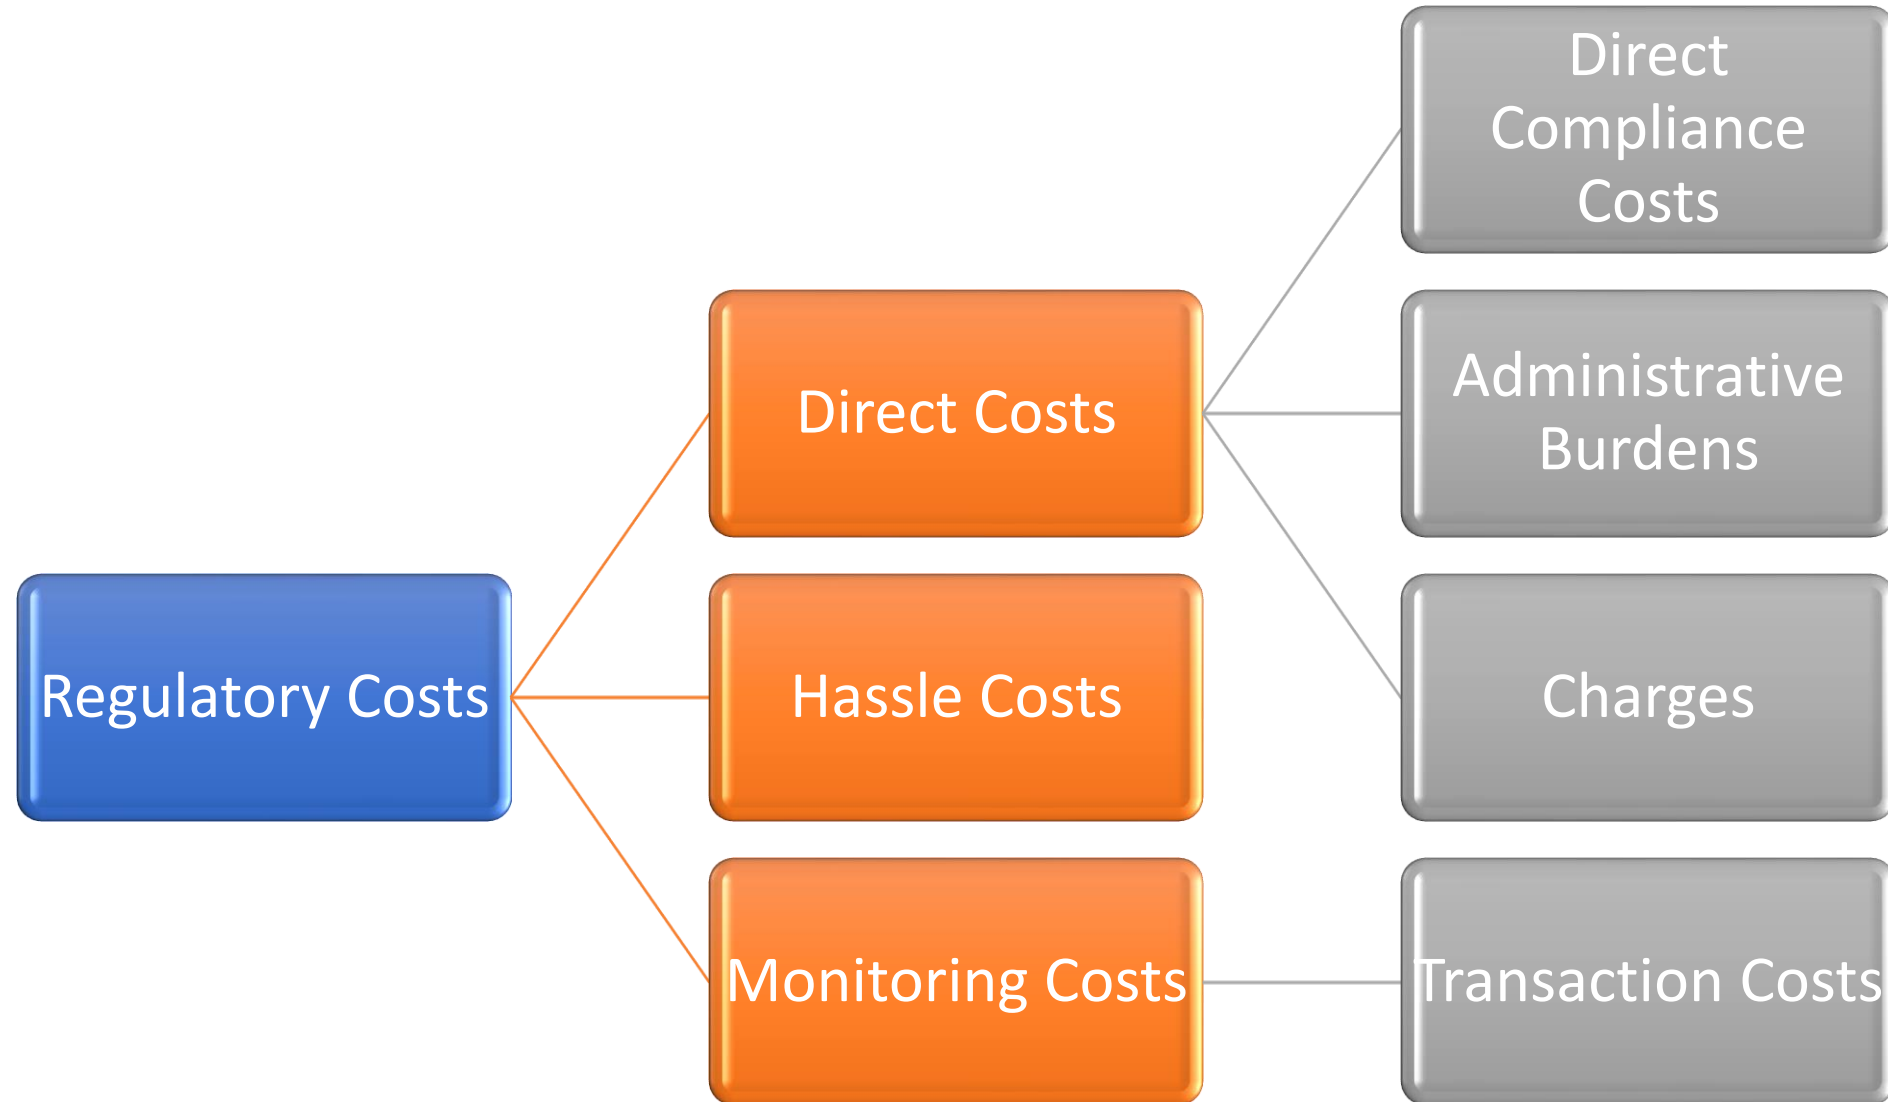 Regulatory Costs
Direct Costs
Hassle Costs
Monitoring Costs
Direct
Compliance
Costs
Administrative
Burdens
Charges
Transaction Costs